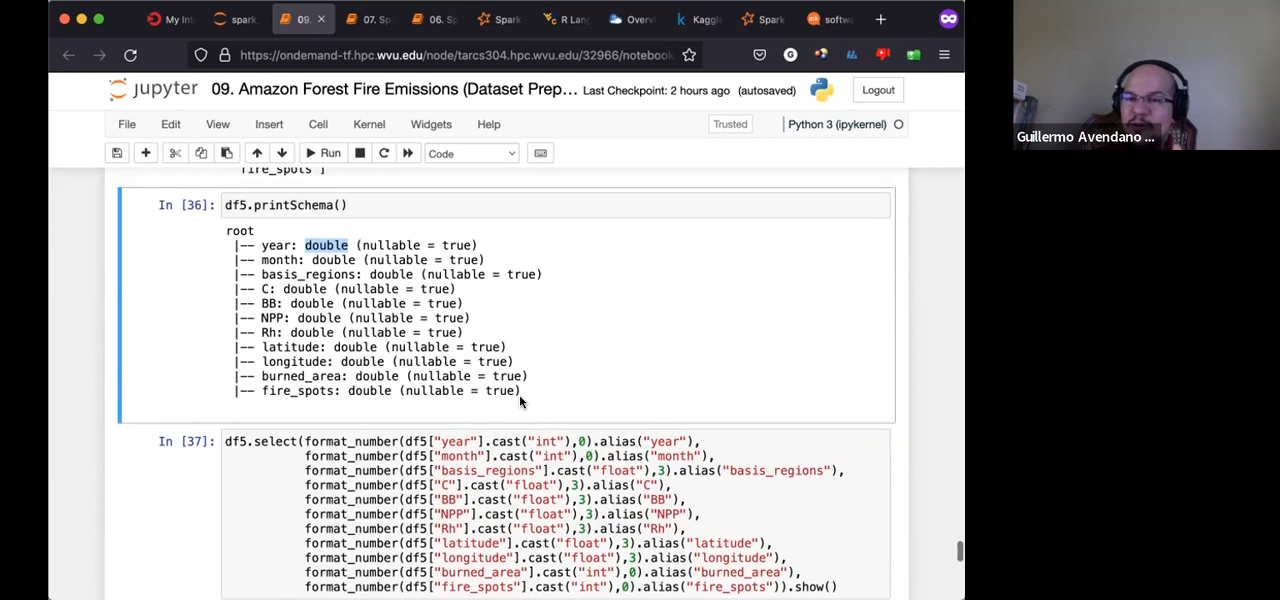 My Int
spark_
09.
07. Sp
06. Sp
Spark
R Lang
Overvi
Kaggle
Spark
softwa
https://ondemand-tf.hpc.wvu.edu/node/tarcs304.hpc.wvu.edu/32966/notebook
jupyter 09. Amazon Forest Fire Emissions (Dataset Prep... Last Checkpoint: 2 hours ago (autosaved) Logout
File Edit View Insert Cell Kernel Widgets Help Trusted Python 3 (ipykernel)
Run Code
'fire_spots']
In [36]: df5.printSchema()
root
|-- year: double (nullable = true)
|-- month: double (nullable = true)
|-- basis_regions: double (nullable = true)
|-- C: double (nullable = true)
|-- BB: double (nullable = true)
|-- NPP: double (nullable = true)
|-- Rh: double (nullable = true)
|-- latitude: double (nullable = true)
|-- longitude: double (nullable = true)
|-- burned_area: double (nullable = true)
|-- fire_spots: double (nullable = true)
In [37]: df5.select(format_number(df5["year"].cast("int"),0).alias("year"),
format_number(df5["month"].cast("int"),0).alias("month"),
format_number(df5["basis_regions"].cast("float"),3).alias("basis_regions"),
format_number(df5["C"].cast("float"),3).alias("C"),
format_number(df5["BB"].cast("float"),3).alias("BB"),
format_number(df5["NPP"].cast("float"),3).alias("NPP"),
format_number(df5["Rh"].cast("float"),3).alias("Rh"),
format_number(df5["latitude"].cast("float"),3).alias("latitude"),
format_number(df5["longitude"].cast("float"),3).alias("longitude"),
format_number(df5["burned_area"].cast("int"),0).alias("burned_area"),
format_number(df5["fire_spots"].cast("int"),0).alias("fire_spots")).show()
Guillermo Avendano ...